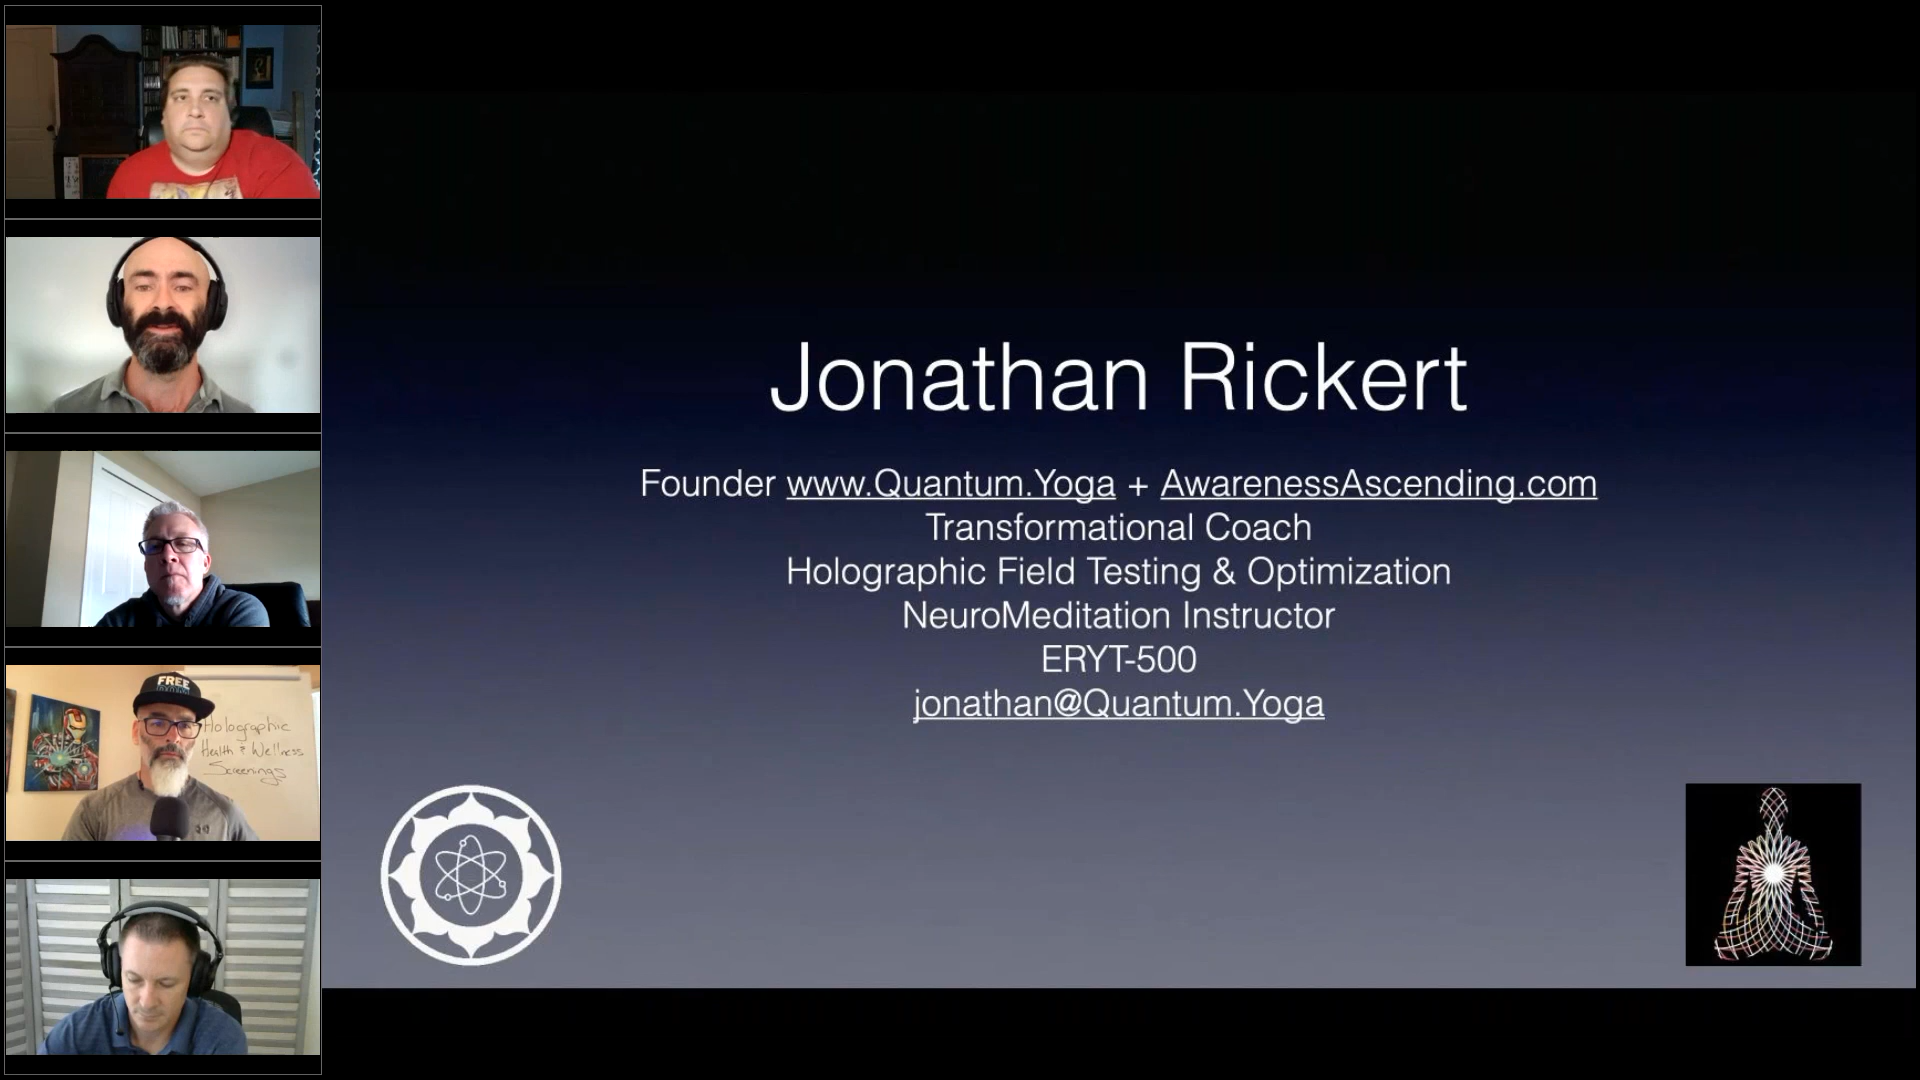 Jonathan Rickert
Founder www.Quantum.Yoga + AwarenessAscending.com
Transformational Coach
Holographic Field Testing & Optimization
NeuroMeditation Instructor
ERYT-500
jonathan@Quantum.Yoga
FREE
Holographic
Health & Wellness
Screenings